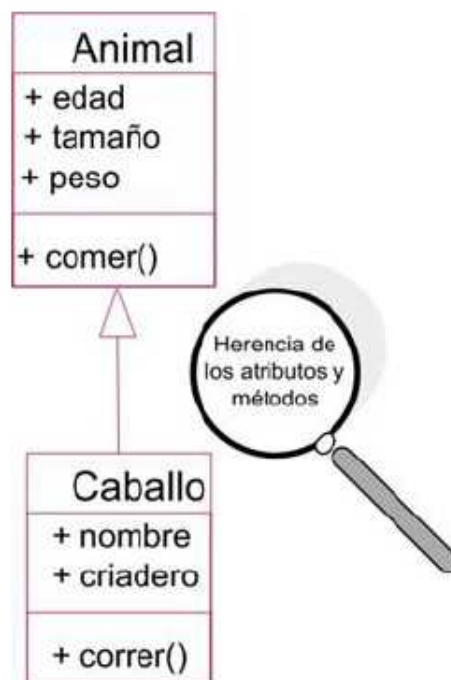 Animal
+ edad
+ tamaño
+ peso
+ comer()
Herencia de
los atributos y
métodos
Caballo
+ nombre
+ criadero
+ correr()